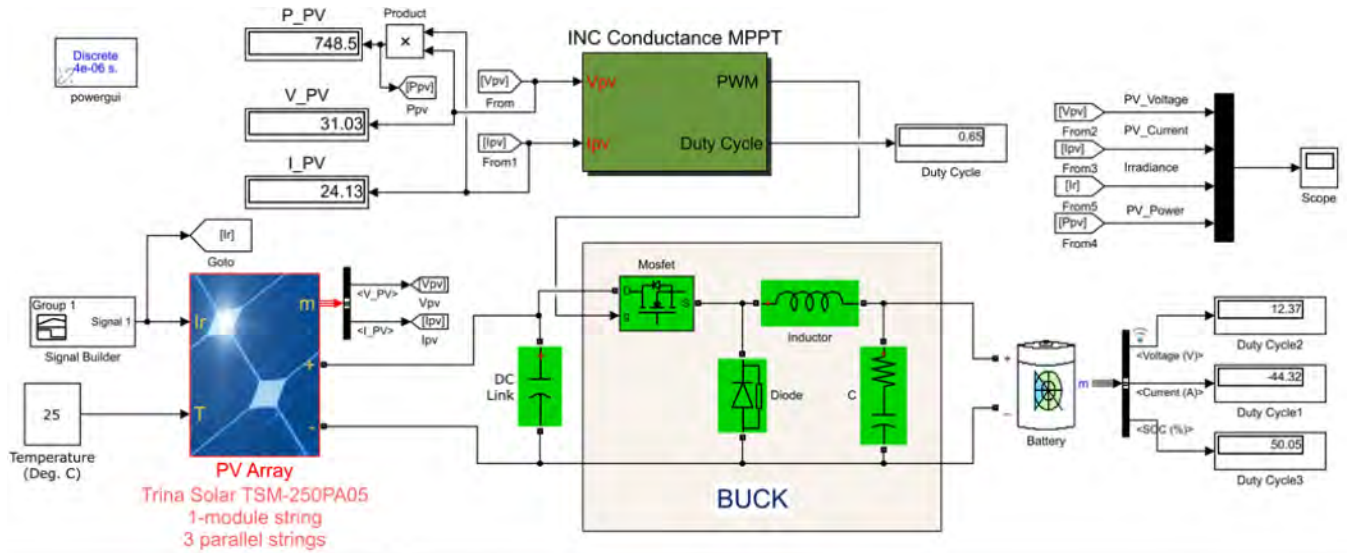 Discrete
4e-06 s.
powergui
P_PV
748.5
Product
×
[Ppv]
Ppv
V_PV
31.03
I_PV
24.13
[Vpv]
From
[Ipv]
From1
INC Conductance MPPT
Vpv
PWM
Ipv
Duty Cycle
0.65
Duty Cycle
[Vpv]
From2
PV_Voltage
[Ipv]
From3
PV_Current
[Ir]
From5
Irradiance
[Ppv]
From4
PV_Power
Scope
[Ir]
Goto
Group 1
Signal 1
Signal Builder
25
Temperature
(Deg. C)
Ir
T
m
+
-
PV Array
Trina Solar TSM-250PA05
1-module string
3 parallel strings
<V_PV>
[Vpv]
Vpv
<I_PV>
[Ipv]
Ipv
DC
Link
Mosfet
D
S
g
Inductor
Diode
C
BUCK
+
–
m
Battery
<Voltage (V)>
12.37
Duty Cycle2
<Current (A)>
-44.32
Duty Cycle1
<SOC (%)>
50.05
Duty Cycle3